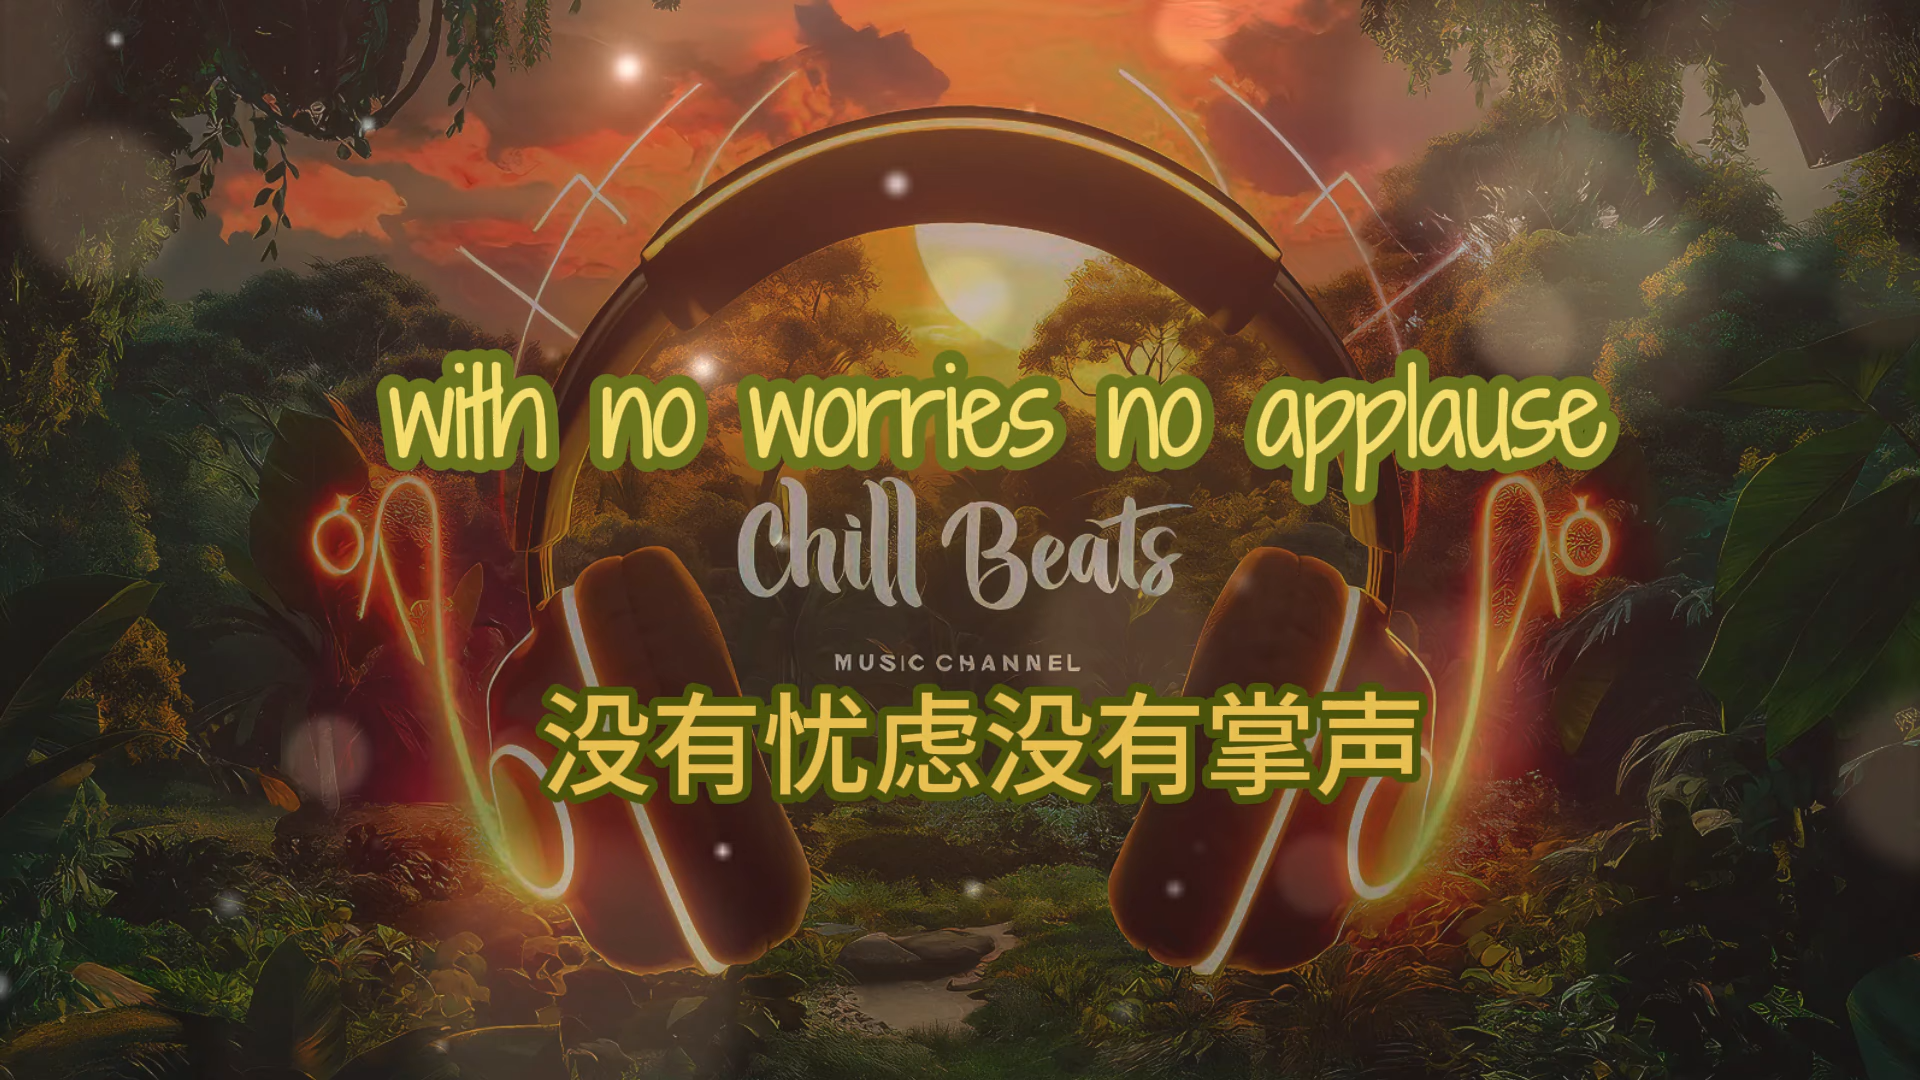 with no worries no applause
Chill Beats
MUSIC CHANNEL
没有忧虑没有掌声